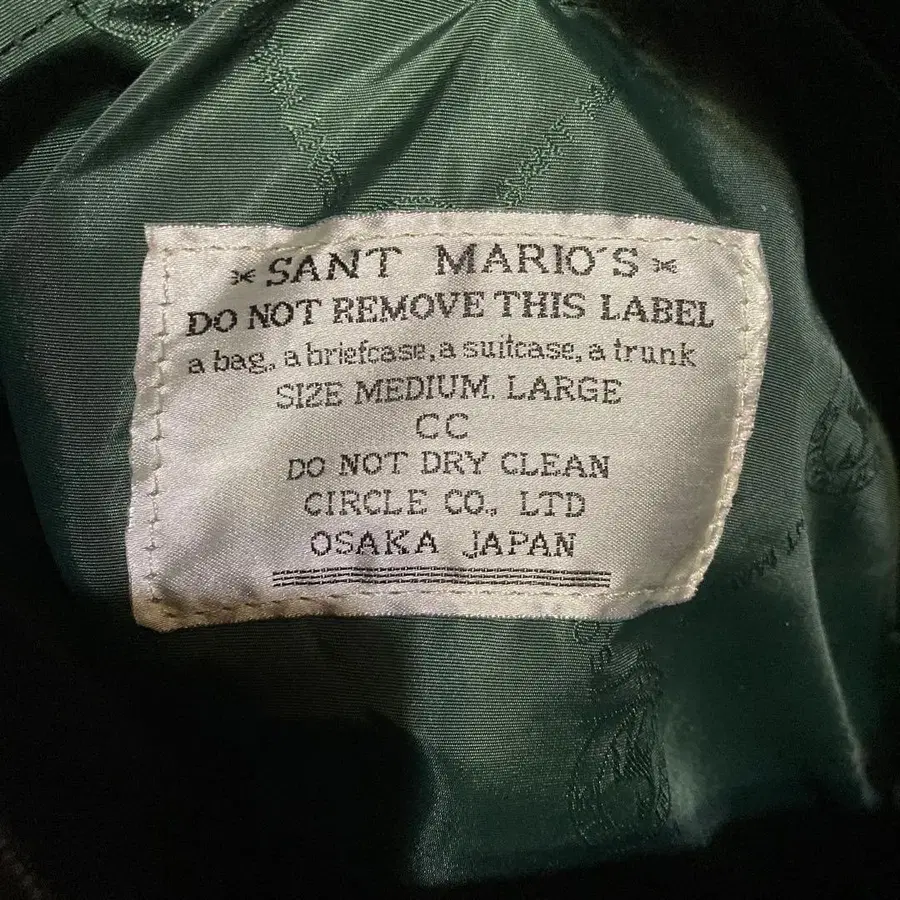 SANT MARIO'S
DO NOT REMOVE THIS LABEL
a bag, a briefcase, a suitcase, a trunk
SIZE MEDIUM. LARGE
CC
DO NOT DRY CLEAN
CIRCLE CO., LTD
OSAKA JAPAN